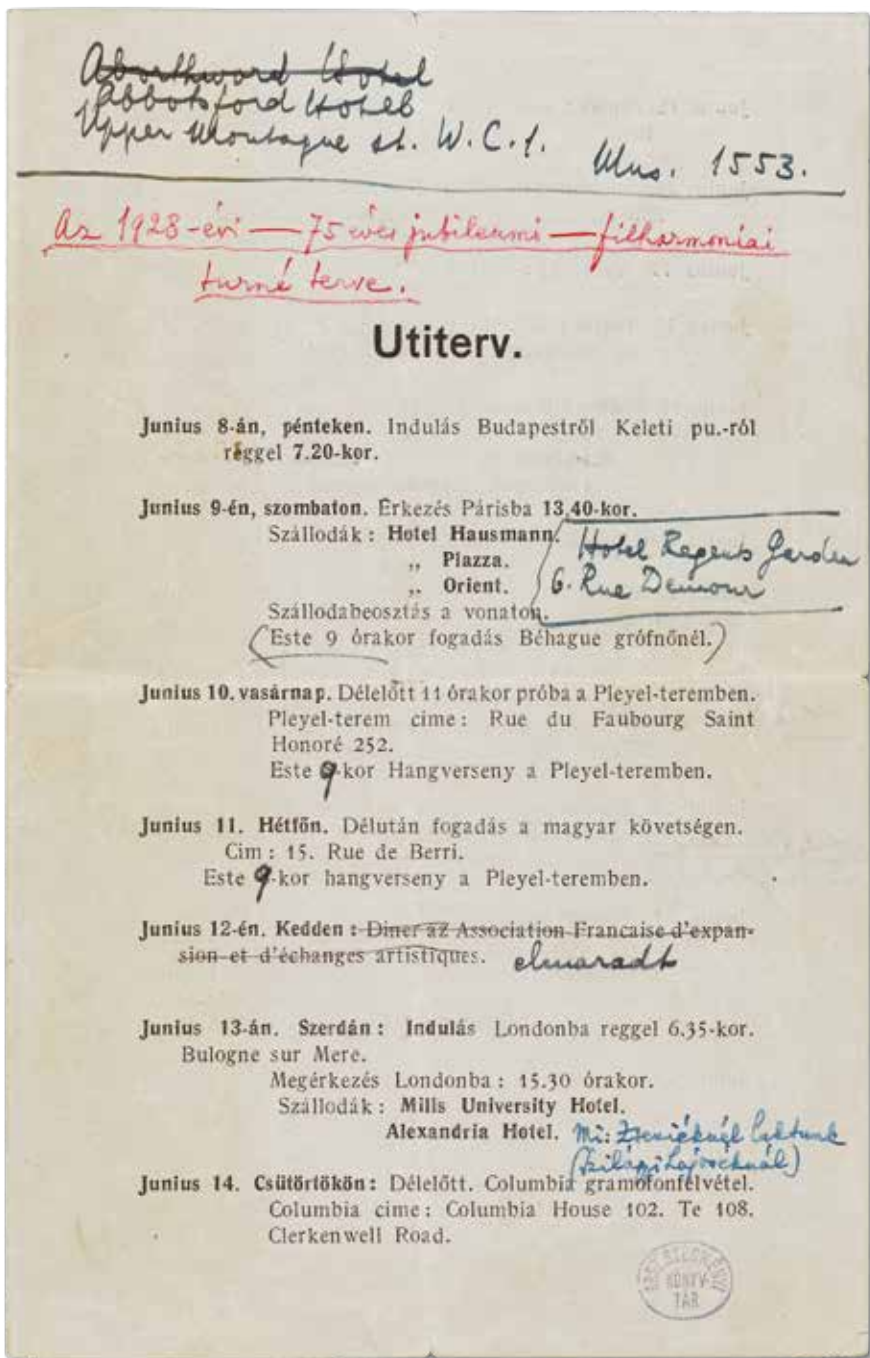 Hotel
Abbotsford Hotel
Upper Montague st. W.C.1.
Mus. 1553.
Az 1928-évi — 75 éves jubileumi — filharmoniai
turné terve.
Utiterv.
Junius 8-án, pénteken. Indulás Budapestről Keleti pu.-ról
reggel 7.20-kor.
Junius 9-én, szombaton. Érkezés Párisba 13.40-kor.
Szállodák : Hotel Hausmann.
„ Piazza.
„ Orient.
Hotel Regents Garden
6. Rue Demour
Szállodabeosztás a vonaton.
(Este 9 órakor fogadás Béhague grófnőnél.)
Junius 10. vasárnap. Délelőtt 11 órakor próba a Pleyel-teremben.
Pleyel-terem cime : Rue du Faubourg Saint
Honoré 252.
Este 9-kor Hangverseny a Pleyel-teremben.
Junius 11. Hétfőn. Délután fogadás a magyar követségen.
Cim : 15. Rue de Berri.
Este 9-kor hangverseny a Pleyel-teremben.
Junius 12-én. Kedden : Diner az Association Francaise d'expan-
sion et d'échanges artistiques. elmaradt
Junius 13-án. Szerdán : Indulás Londonba reggel 6.35-kor.
Bulogne sur Mere.
Megérkezés Londonba : 15.30 órakor.
Szállodák : Mills University Hotel.
Alexandria Hotel. Mi: Zseniéknél laktunk
(Szilágyi Lajoséknál)
Junius 14. Csütörtökön : Délelőtt. Columbia gramofonfelvétel.
Columbia cime : Columbia House 102. Te 108.
Clerkenwell Road.
KÖNYV-
TÁR